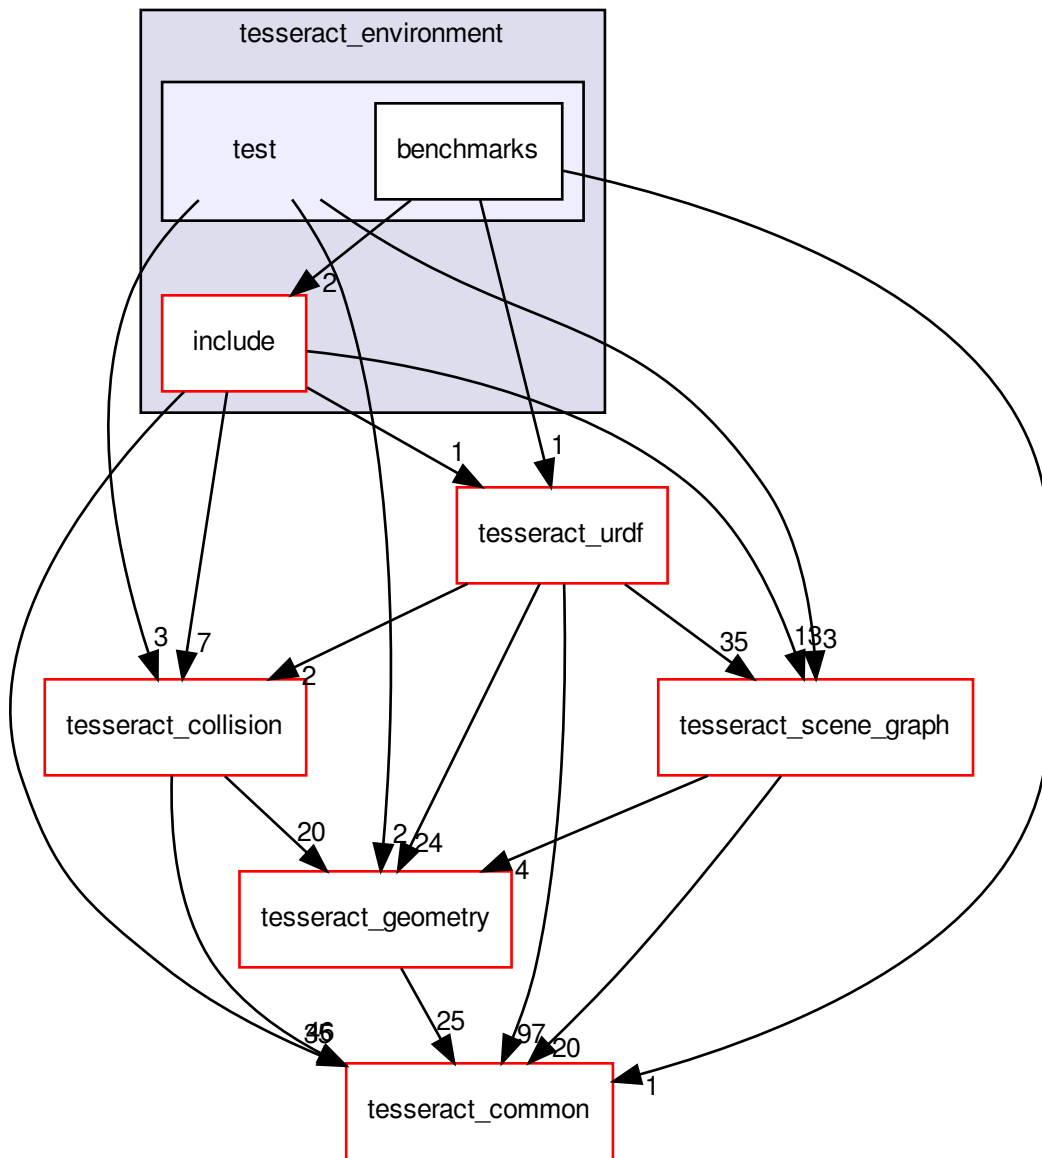 tesseract_environment
test
benchmarks
2
include
1
1
tesseract_urdf
3
7
2
35
13
3
tesseract_collision
tesseract_scene_graph
20
2
24
4
tesseract_geometry
25
97
20
1
tesseract_common